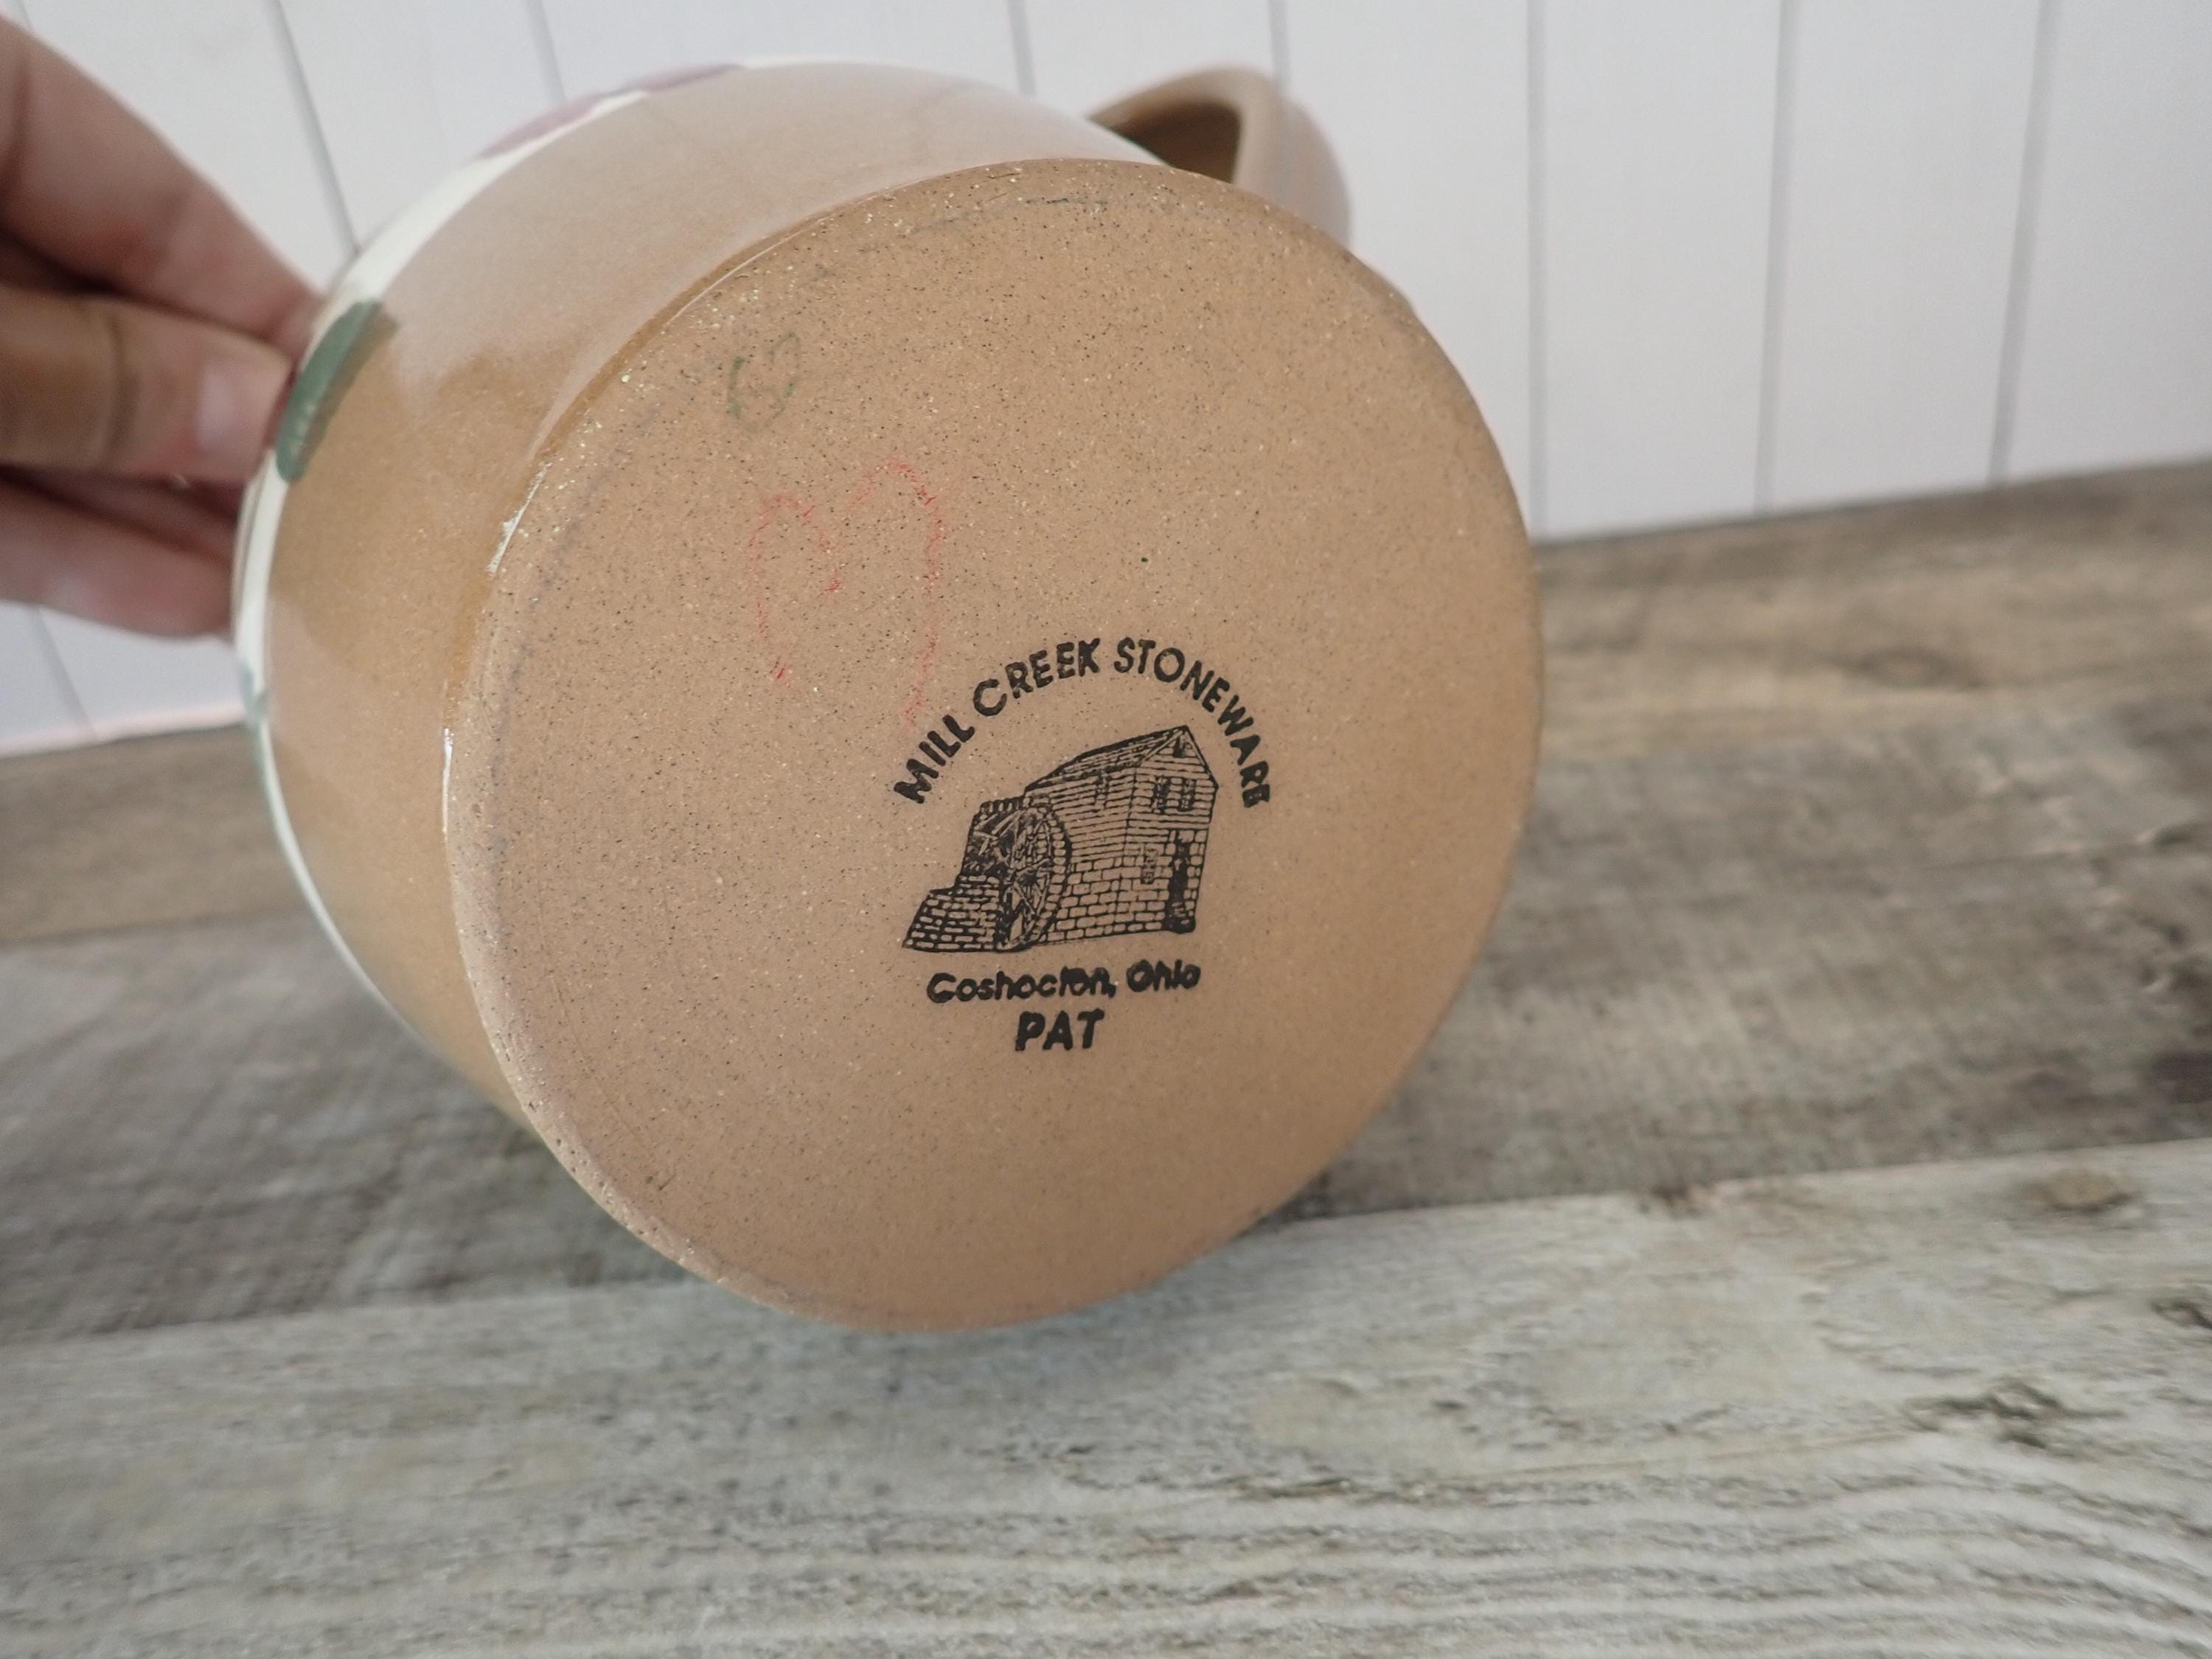 MILL CREEK STONEWARE
Coshocton, Ohio
PAT